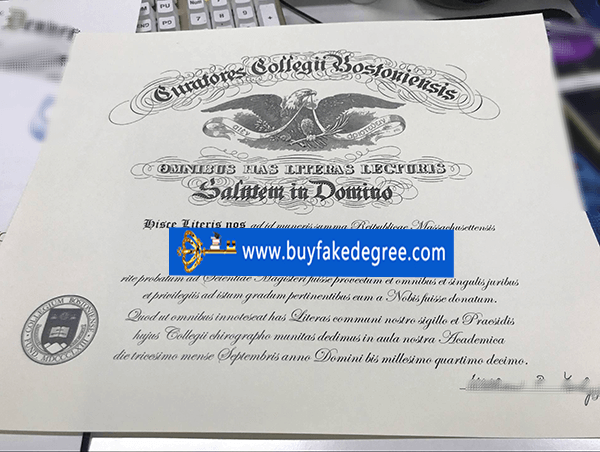 Curatores Collegii Bostoniensis
OMNIBUS HAS LITERAS LECTURIS
Salutem in Domino
Hisce Literis nos ad id muneris summa Reipublicae Massachusettensis
www.buyfakedegree.com
rite probatum ad Scientiae Magisteri fuisse provectum et omnibus et singulis juribus
et privilegiis ad istum gradum pertinentibus eum a Nobis fuisse donatum.
Quod ut omnibus innotescat has Literas communi nostro sigillo et Praesidis
hujus Collegii chirographo munitas dedimus in aula nostra Academica
die tricesimo mense Septembris anno Domini bis millesimo quartimo decimo.